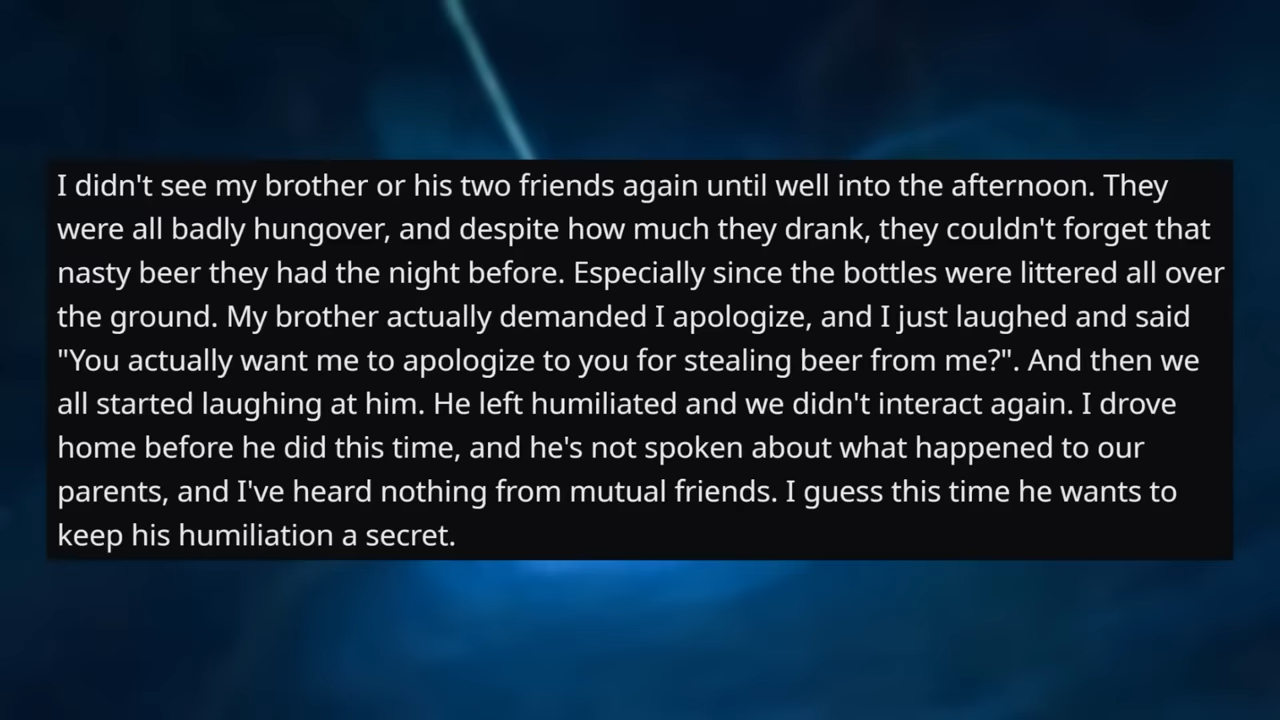 I didn't see my brother or his two friends again until well into the afternoon. They
were all badly hungover, and despite how much they drank, they couldn't forget that
nasty beer they had the night before. Especially since the bottles were littered all over
the ground. My brother actually demanded I apologize, and I just laughed and said
"You actually want me to apologize to you for stealing beer from me?". And then we
all started laughing at him. He left humiliated and we didn't interact again. I drove
home before he did this time, and he's not spoken about what happened to our
parents, and I've heard nothing from mutual friends. I guess this time he wants to
keep his humiliation a secret.